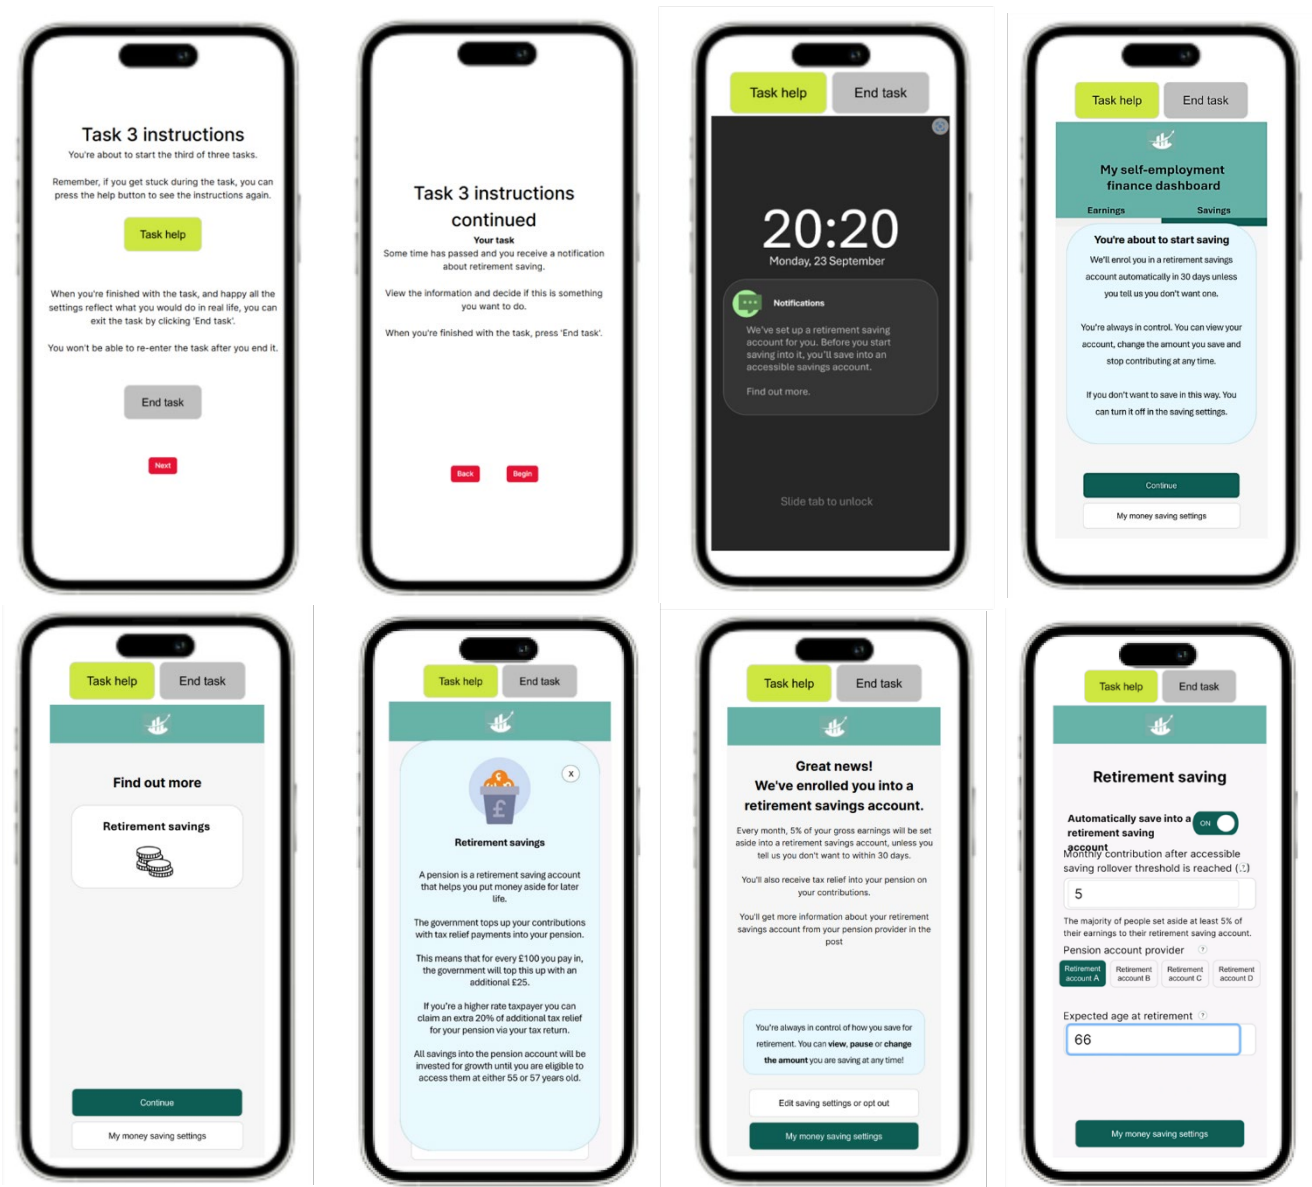 Task 3 instructions
You're about to start the third of three tasks.
Remember, if you get stuck during the task, you can
press the help button to see the instructions again.
Task help
When you're finished with the task, and happy all the
settings reflect what you would do in real life, you can
exit the task by clicking 'End task'.
You won't be able to re-enter the task after you end it.
End task
Next
Task 3 instructions
continued
Your task
Some time has passed and you receive a notification
about retirement saving.
View the information and decide if this is something
you want to do.
When you're finished with the task, press 'End task'.
Back
Begin
Task help
End task
20:20
Monday, 23 September
Notifications
We've set up a retirement saving
account for you. Before you start
saving into it, you'll save into an
accessible savings account.
Find out more.
Slide tab to unlock
Task help
End task
My self-employment
finance dashboard
Earnings
Savings
You're about to start saving
We'll enrol you in a retirement savings
account automatically in 30 days unless
you tell us you don't want one.
You're always in control. You can view your
account, change the amount you save and
stop contributing at any time.
If you don't want to save in this way. You
can turn it off in the saving settings.
Continue
My money saving settings
Task help
End task
Find out more
Retirement savings
Continue
My money saving settings
Task help
End task
X
£
Retirement savings
A pension is a retirement saving account
that helps you put money aside for later
life.
The government tops up your contributions
with tax relief payments into your pension.
This means that for every £100 you pay in,
the government will top this up with an
additional £25.
If you're a higher rate taxpayer you can
claim an extra 20% of additional tax relief
for your pension via your tax return.
All savings into the pension account will be
invested for growth until you are eligible to
access them at either 55 or 57 years old.
Task help
End task
Great news!
We've enrolled you into a
retirement savings account.
Every month, 5% of your gross earnings will be set
aside into a retirement savings account, unless you
tell us you don't want to within 30 days.
You'll also receive tax relief into your pension on
your contributions.
You'll get more information about your retirement
savings account from your pension provider in the
post
You're always in control of how you save for
retirement. You can view, pause or change
the amount you are saving at any time!
Edit saving settings or opt out
My money saving settings
Task help
End task
Retirement saving
Automatically save into a
retirement saving
account
ON
Monthly contribution after accessible
saving rollover threshold is reached (?)
5
The majority of people set aside at least 5% of
their earnings to their retirement saving account.
Pension account provider ?
Retirement
account A
Retirement
account B
Retirement
account C
Retirement
account D
Expected age at retirement ?
66
My money saving settings